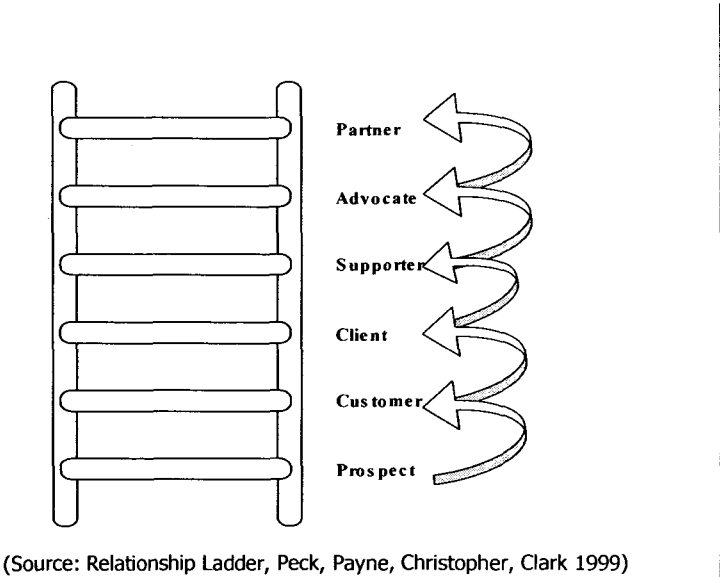 Partner
Advocate
Supporter
Client
Customer
Prospect
(Source: Relationship Ladder, Peck, Payne, Christopher, Clark 1999)